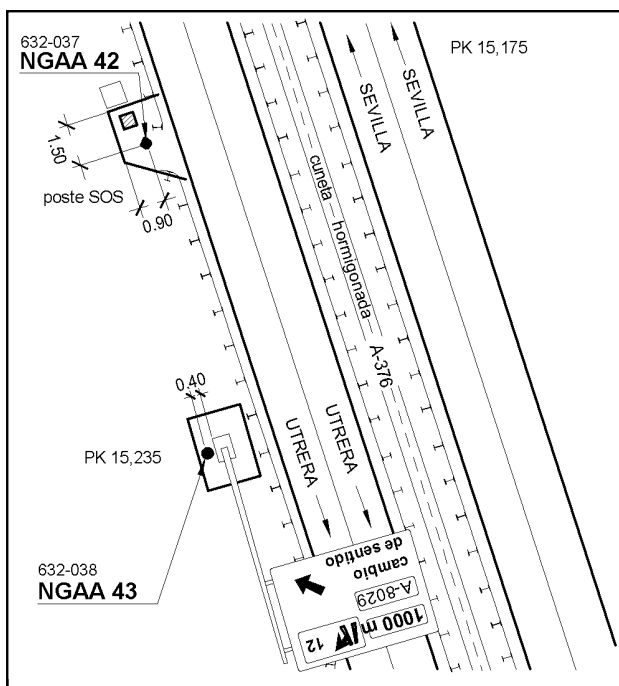 632-037
NGAA 42
1.50
poste SOS
0.90
SEVILLA
SEVILLA
PK 15,175
cuneta hormigonada
A-376
0.40
PK 15,235
UTRERA
UTRERA
632-038
NGAA 43
cambio
de sentido
A-8029
1000 m
12